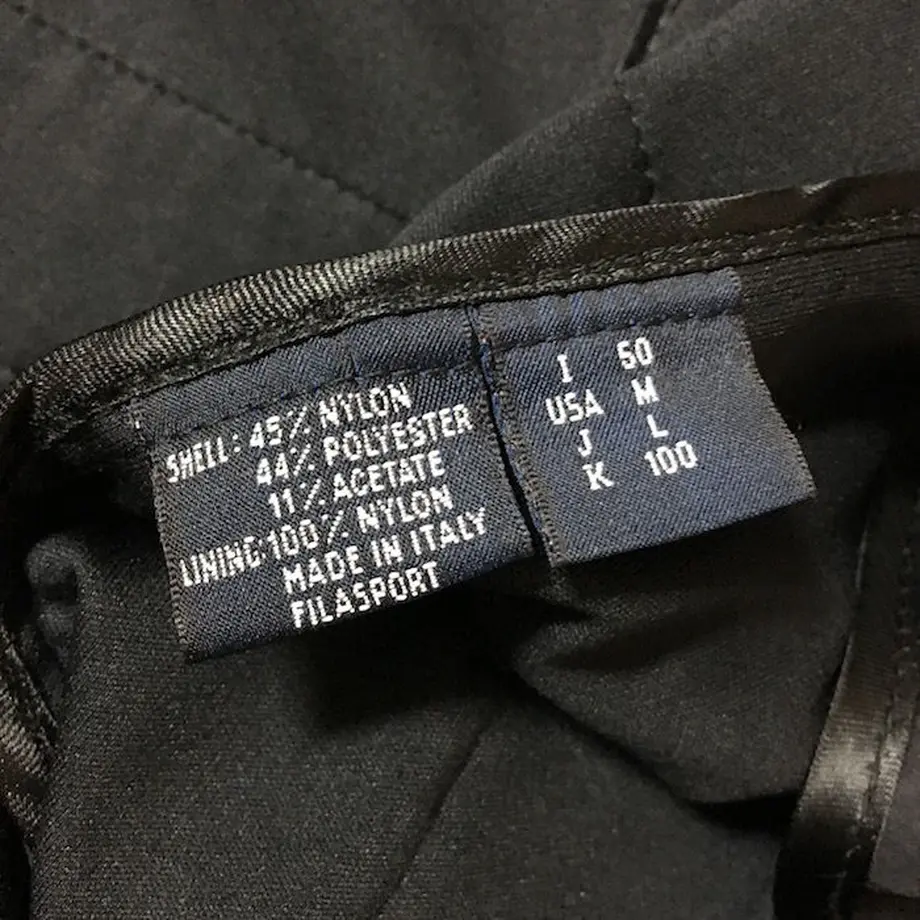 SHELL: 45% NYLON
44% POLYESTER
11% ACETATE
LINING: 100% NYLON
MADE IN ITALY
FILASPORT
I 50
USA M
J L
K 100